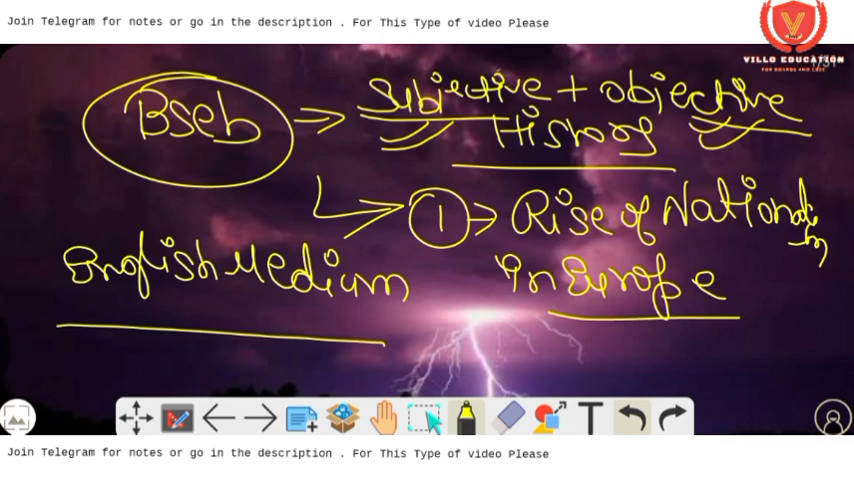 Join Telegram for notes or go in the description . For This Type of video Please
VILLO EDUCATION
Bseb ⇒ Subjective + objective
History
① → Rise of Nationalism
English Medium In Europe
T
Join Telegram for notes or go in the description . For This Type of video Please